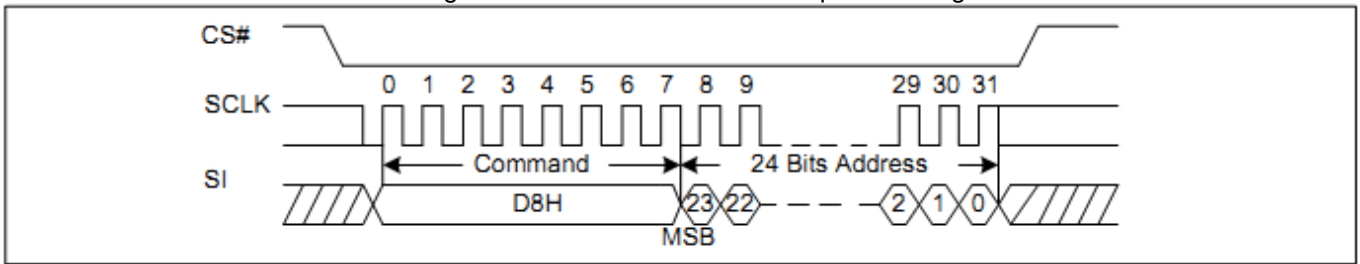 CS#
0 1 2 3 4 5 6 7 8 9 29 30 31
SCLK
Command 24 Bits Address
SI
D8H 23 22 2 1 0
MSB